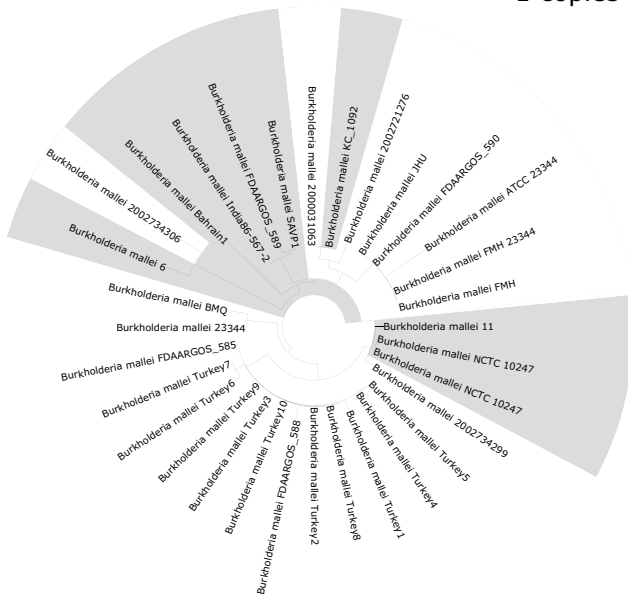 copies
Burkholderia mallei 2000031063
Burkholderia mallei KC_1092
Burkholderia mallei 2002721276
Burkholderia mallei JHU
Burkholderia mallei FDAARGOS_590
Burkholderia mallei ATCC 23344
Burkholderia mallei FMH 23344
Burkholderia mallei FMH
Burkholderia mallei 11
Burkholderia mallei NCTC 10247
Burkholderia mallei NCTC 10247
Burkholderia mallei 2002734299
Burkholderia mallei Turkey5
Burkholderia mallei Turkey4
Burkholderia mallei Turkey1
Burkholderia mallei Turkey8
Burkholderia mallei Turkey2
Burkholderia mallei FDAARGOS_588
Burkholderia mallei Turkey10
Burkholderia mallei Turkey3
Burkholderia mallei Turkey9
Burkholderia mallei Turkey6
Burkholderia mallei Turkey7
Burkholderia mallei FDAARGOS_585
Burkholderia mallei 23344
Burkholderia mallei BMQ
Burkholderia mallei 6
Burkholderia mallei 2002734306
Burkholderia mallei Bahrain1
Burkholderia mallei India86-567-2
Burkholderia mallei FDAARGOS_589
Burkholderia mallei SAVP1